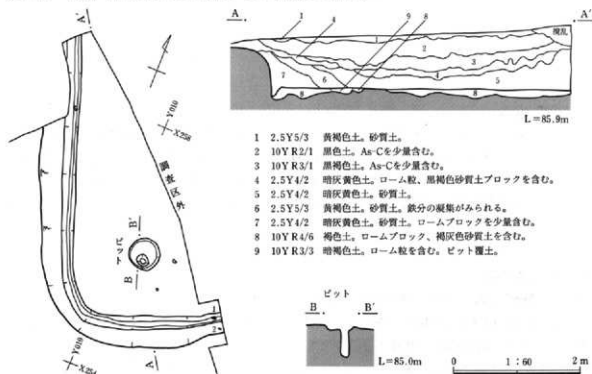 A A′
1 4 9 8
1
2
3
4
5
6
7
8
8
攪乱
L=85.9m
1 2.5Y5/3 黄褐色土。砂質土。
2 10YR2/1 黒色土。As-Cを少量含む。
3 10YR3/1 黒褐色土。As-Cを少量含む。
4 2.5Y4/2 暗灰黄色土。ローム粒、黒褐色砂質土ブロックを含む。
5 2.5Y4/2 暗灰黄色土。砂質土。
6 2.5Y5/3 黄褐色土。砂質土。鉄分の凝集がみられる。
7 2.5Y4/2 暗灰黄色土。砂質土。ロームブロックを少量含む。
8 10YR4/6 褐色土。ロームブロック、褐灰色砂質土を含む。
9 10YR3/3 暗褐色土。ローム粒を含む。ピット覆土。
A′
Y010
X258
調査区外
B′
ピット
B
Y010
A
ピット
B B′
L=85.0m
0 1:60 2m